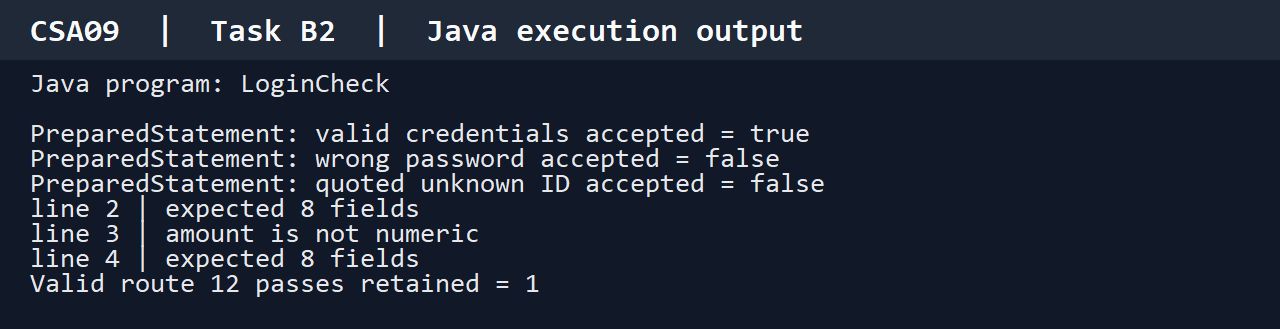 CSA09 | Task B2 | Java execution output
Java program: LoginCheck
PreparedStatement: valid credentials accepted = true
PreparedStatement: wrong password accepted = false
PreparedStatement: quoted unknown ID accepted = false
line 2 | expected 8 fields
line 3 | amount is not numeric
line 4 | expected 8 fields
Valid route 12 passes retained = 1